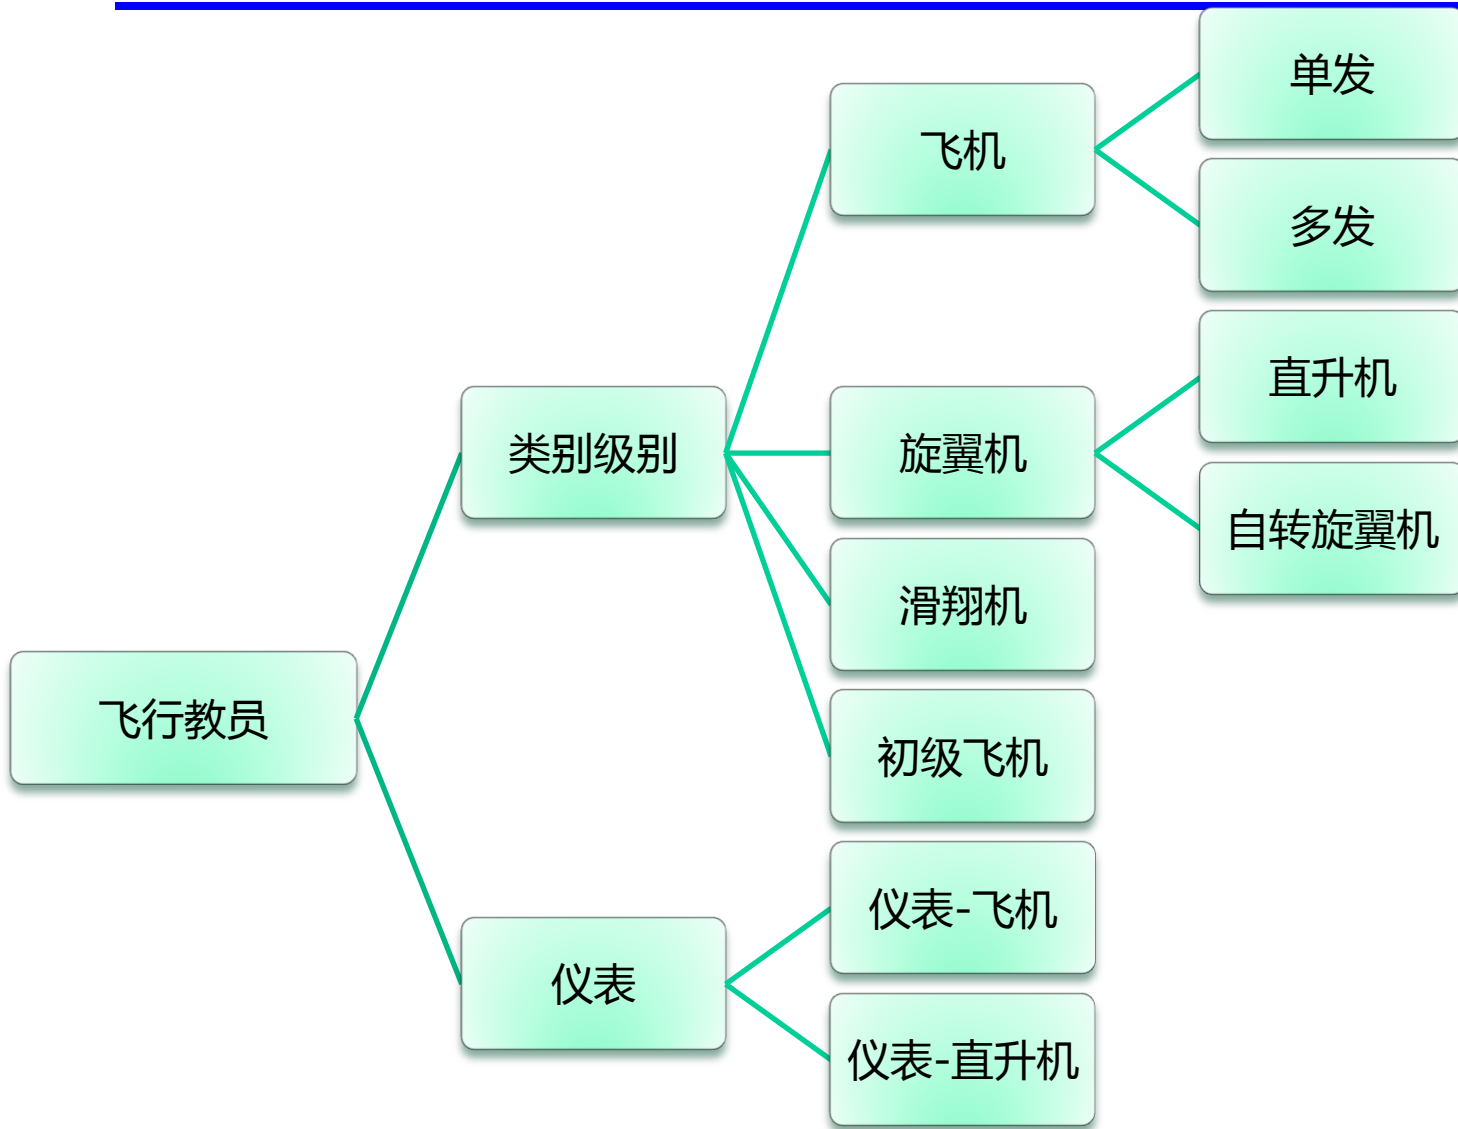 单发
飞机
多发
直升机
类别级别
旋翼机
自转旋翼机
滑翔机
飞行教员
初级飞机
仪表-飞机
仪表
仪表-直升机